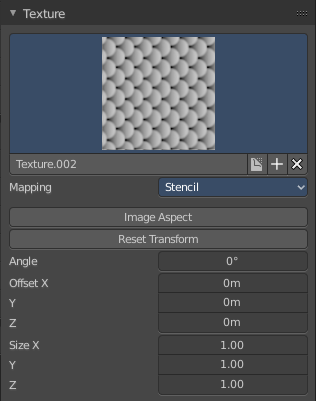 Texture
Texture.002
Mapping Stencil
Image Aspect
Reset Transform
Angle 0°
Offset X 0m
Y 0m
Z 0m
Size X 1.00
Y 1.00
Z 1.00